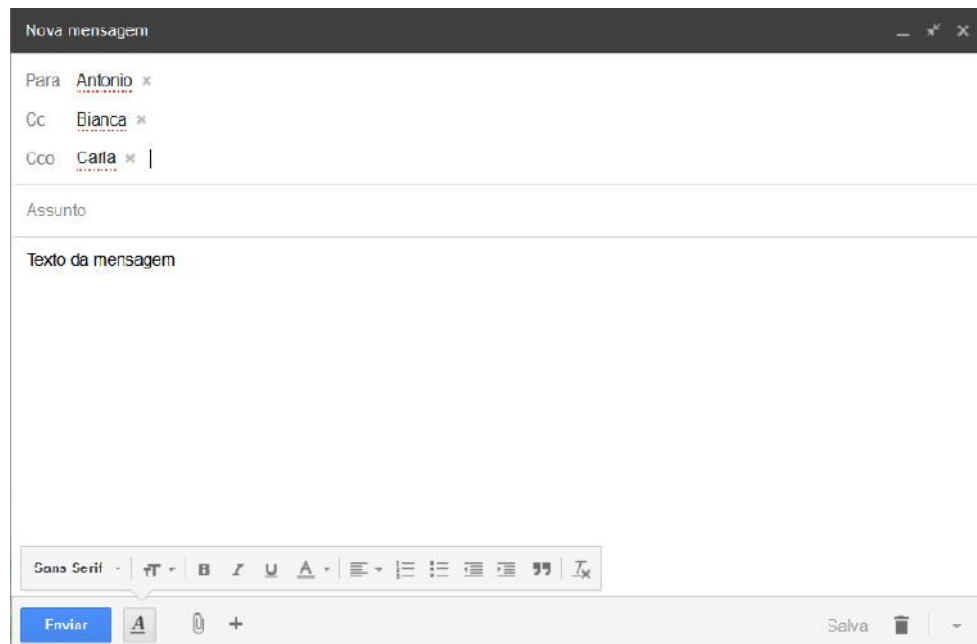 Nova mensagem
Para Antonio
Cc Bianca
Cco Carla
Assunto
Texto da mensagem
Sans Serif
Enviar
Salva